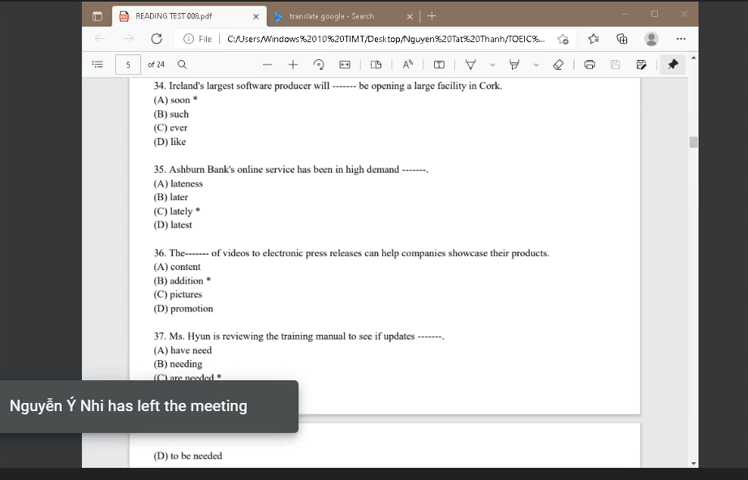 READING TEST 008.pdf
translate google - Search
File
C:/Users/Windows%2010%20TIMT/Desktop/Nguyen%20Tat%20Thanh/TOEIC%...
5 of 24
34. Ireland's largest software producer will ------- be opening a large facility in Cork.
(A) soon *
(B) such
(C) ever
(D) like
35. Ashburn Bank's online service has been in high demand -------.
(A) lateness
(B) later
(C) lately *
(D) latest
36. The------- of videos to electronic press releases can help companies showcase their products.
(A) content
(B) addition *
(C) pictures
(D) promotion
37. Ms. Hyun is reviewing the training manual to see if updates -------.
(A) have need
(B) needing
(C) are needed *
Nguyễn Ý Nhi has left the meeting
(D) to be needed